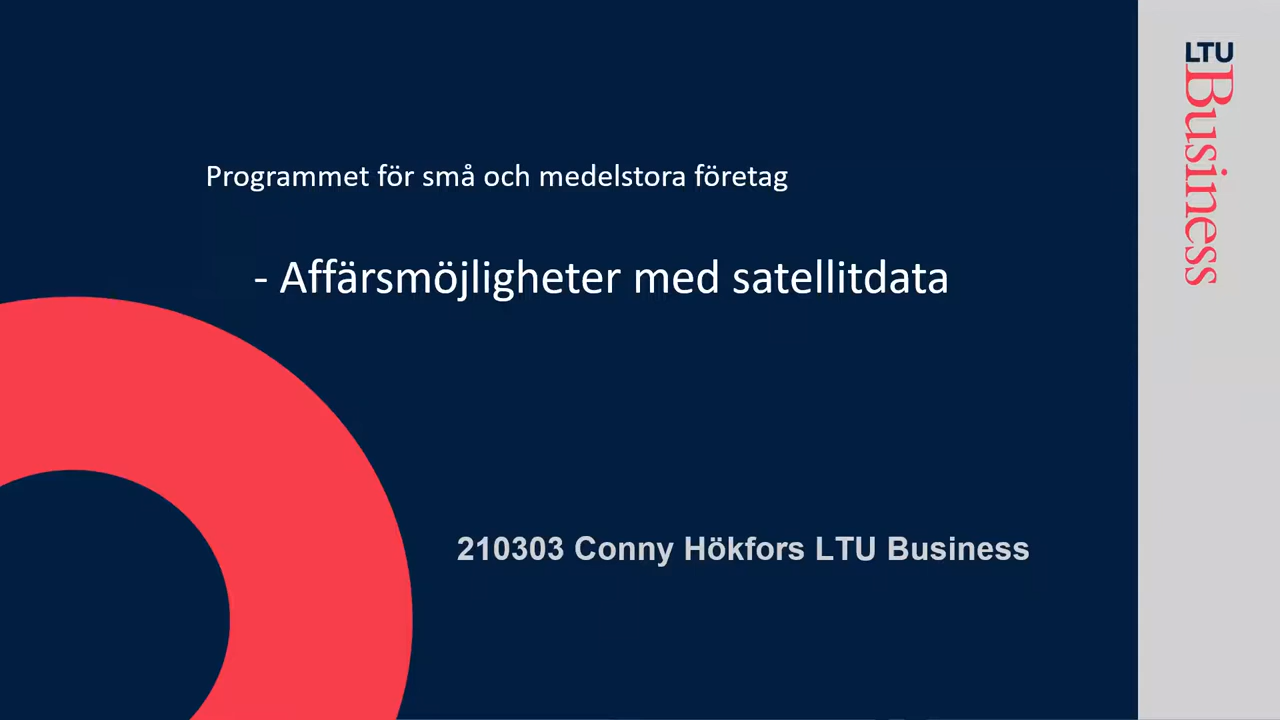 LTU
Business
Programmet för små och medelstora företag
- Affärsmöjligheter med satellitdata
210303 Conny Hökfors LTU Business